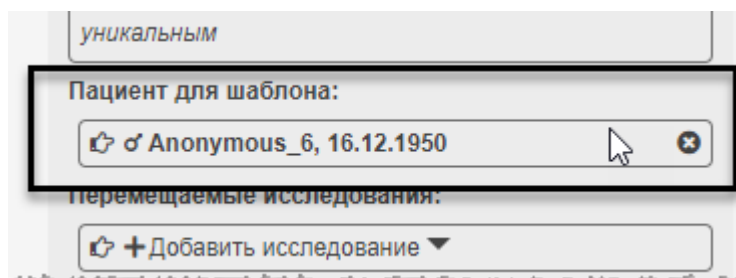 уникальным
Пациент для шаблона:
Anonymous_6, 16.12.1950
Перемещаемые исследования:
Добавить исследование